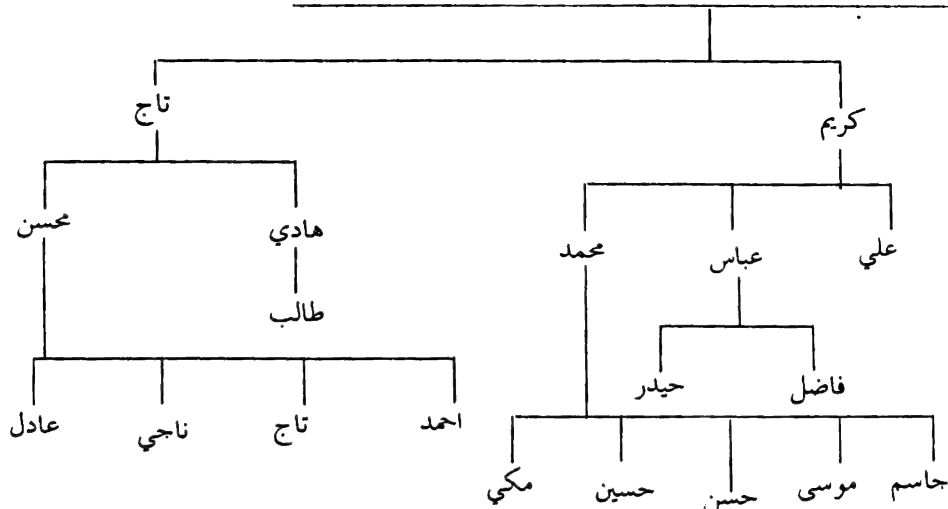 كريم
تاج
علي
عباس
محمد
هادي
محسن
طالب
فاضل
حيدر
احمد
تاج
ناجي
عادل
جاسم
موسى
حسن
حسين
مكي